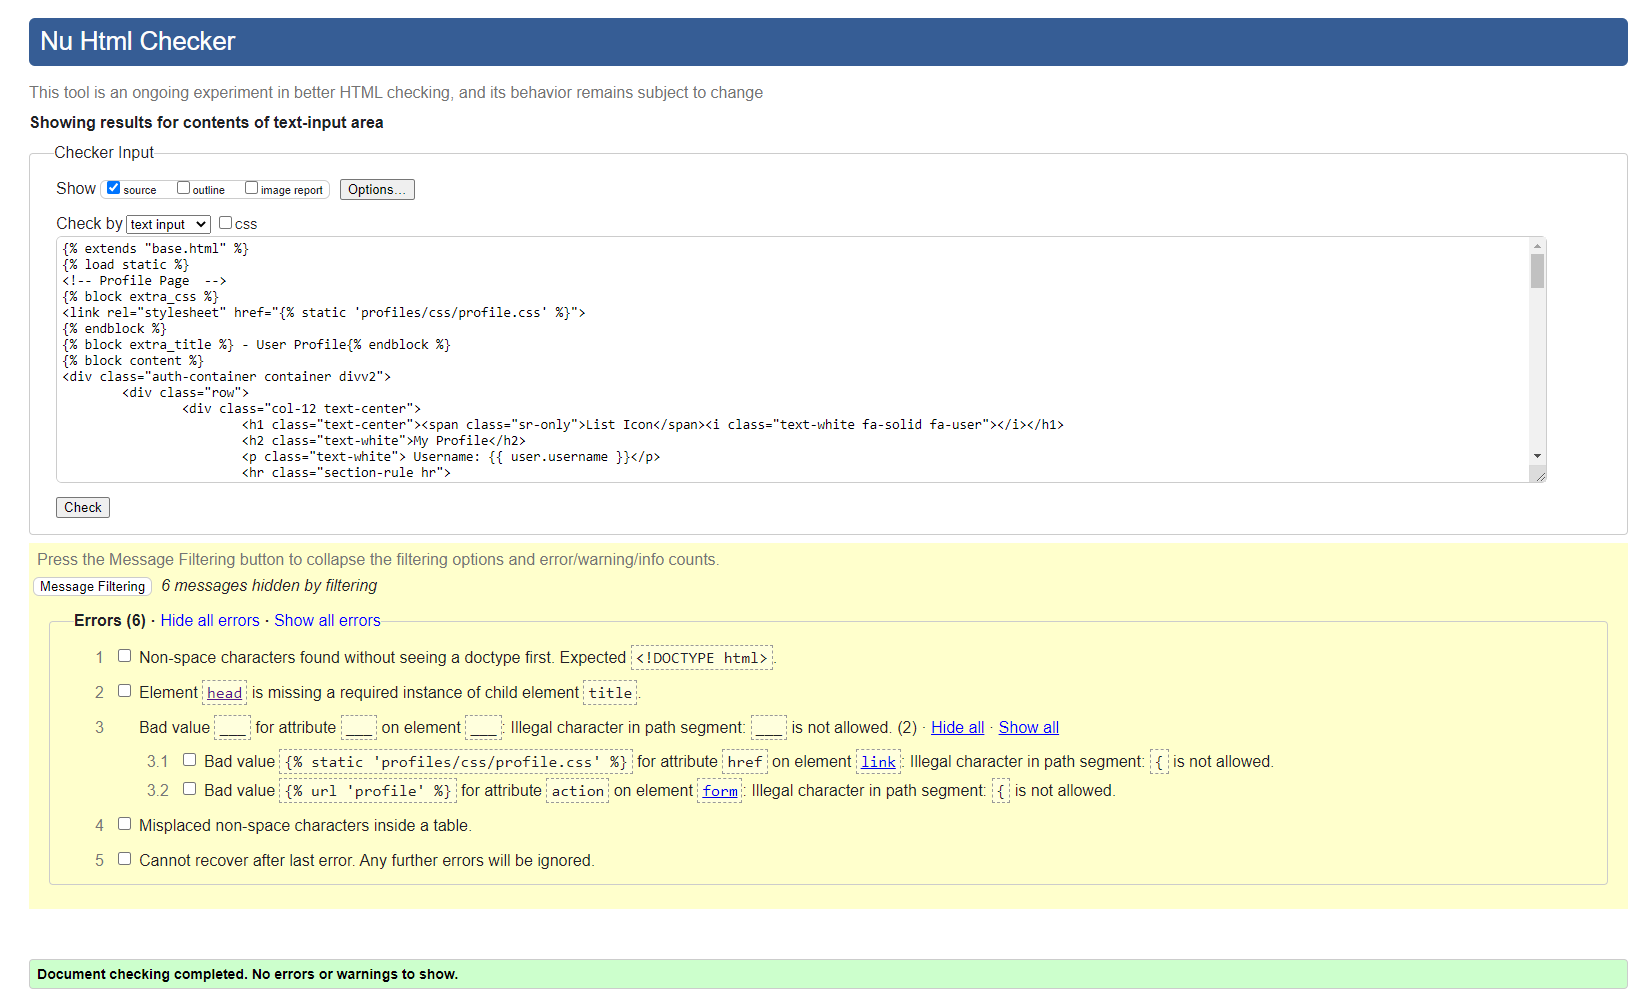 Nu Html Checker
This tool is an ongoing experiment in better HTML checking, and its behavior remains subject to change
Showing results for contents of text-input area
Checker Input
Show source outline image report Options...
Check by text input css
{% extends "base.html" %}
{% load static %}
<!-- Profile Page  -->
{% block extra_css %}
<link rel="stylesheet" href="{% static 'profiles/css/profile.css' %}">
{% endblock %}
{% block extra_title %} - User Profile{% endblock %}
{% block content %}
<div class="auth-container container divv2">
<div class="row">
<div class="col-12 text-center">
<h1 class="text-center"><span class="sr-only">List Icon</span><i class="text-white fa-solid fa-user"></i></h1>
<h2 class="text-white">My Profile</h2>
<p class="text-white"> Username: {{ user.username }}</p>
<hr class="section-rule hr">
Check
Press the Message Filtering button to collapse the filtering options and error/warning/info counts.
Message Filtering 6 messages hidden by filtering
Errors (6) · Hide all errors · Show all errors
1 Non-space characters found without seeing a doctype first. Expected <!DOCTYPE html>.
2 Element head is missing a required instance of child element title.
3 Bad value ___ for attribute ___ on element ___: Illegal character in path segment: ___ is not allowed. (2) · Hide all · Show all
3.1 Bad value {% static 'profiles/css/profile.css' %} for attribute href on element link: Illegal character in path segment: { is not allowed.
3.2 Bad value {% url 'profile' %} for attribute action on element form: Illegal character in path segment: { is not allowed.
4 Misplaced non-space characters inside a table.
5 Cannot recover after last error. Any further errors will be ignored.
Document checking completed. No errors or warnings to show.